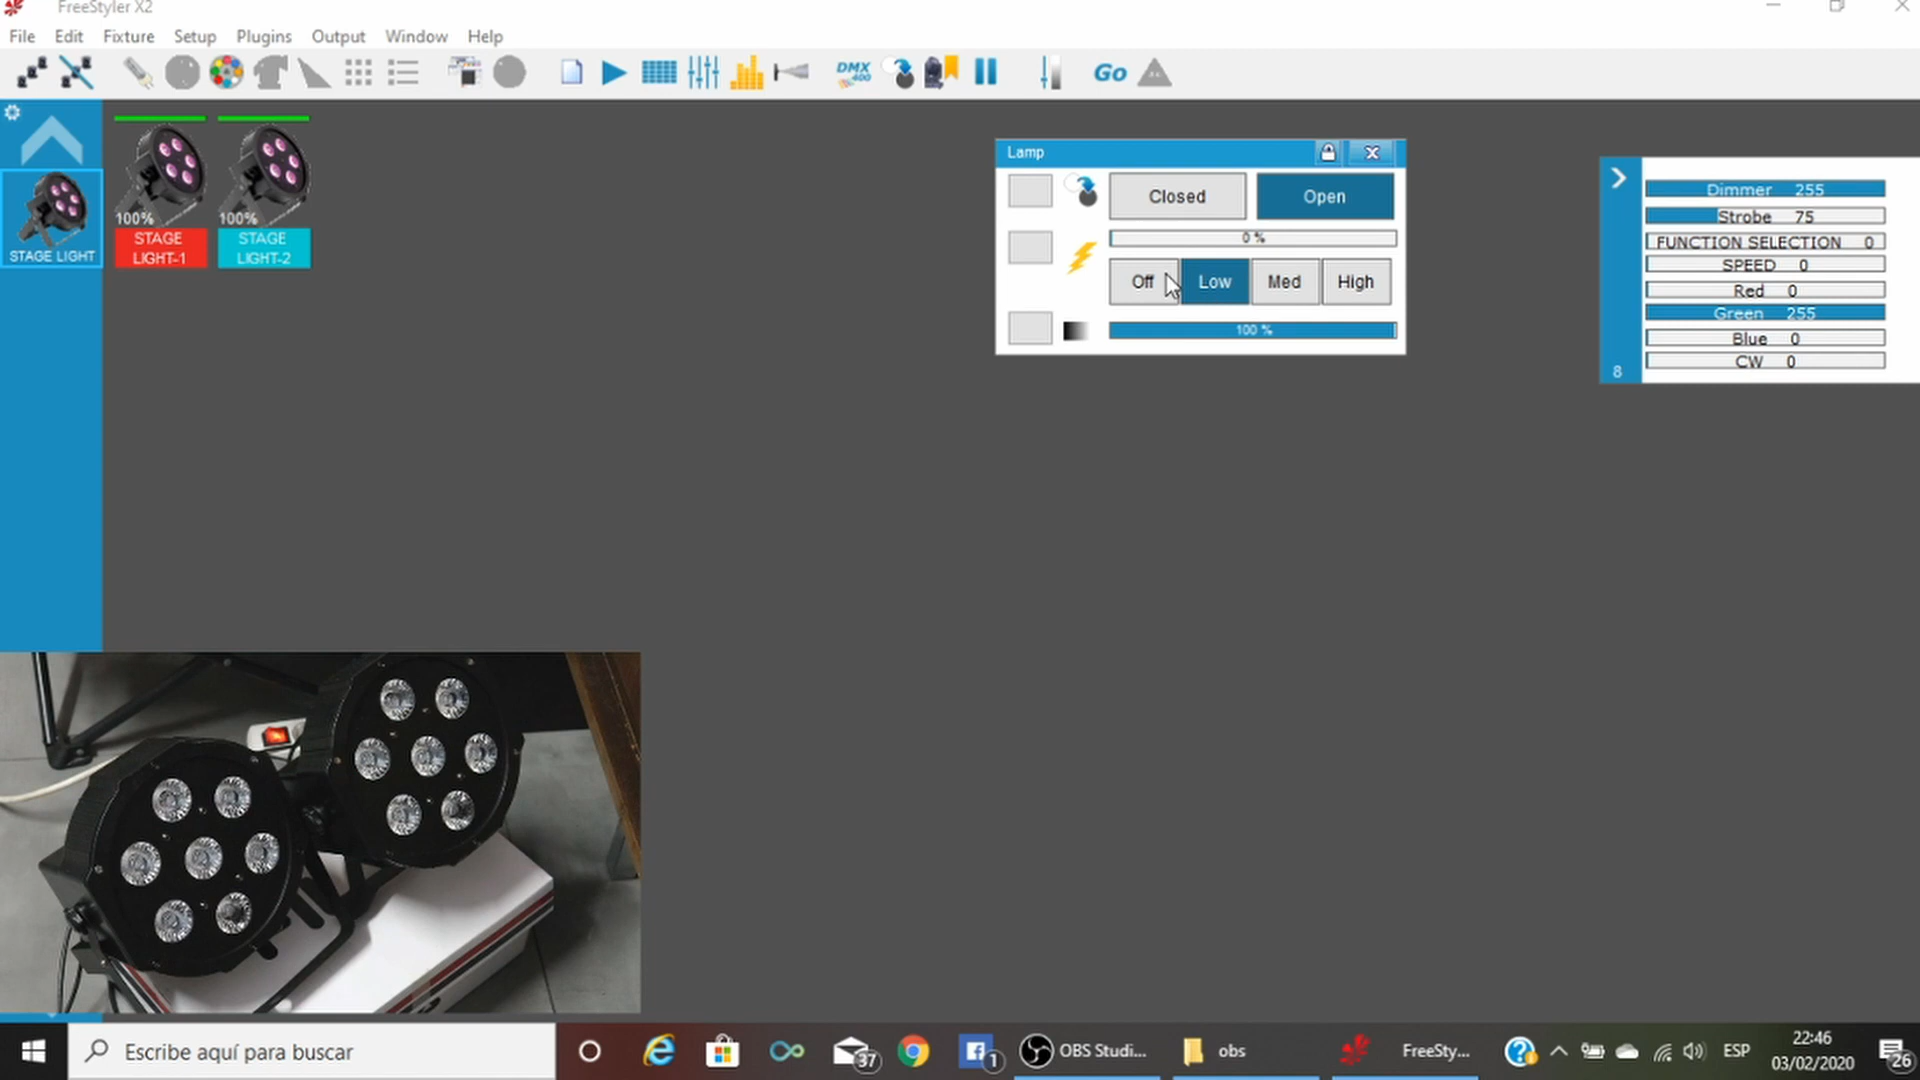 FreeStyler X2
File Edit Fixture Setup Plugins Output Window Help
DMX 400 Go
Lamp
Closed Open
0 %
Off Low Med High
100 %
Dimmer 255
Strobe 75
FUNCTION SELECTION 0
SPEED 0
Red 0
Green 255
Blue 0
CW 0
8
100% 100%
STAGE LIGHT
STAGE
LIGHT-1
STAGE
LIGHT-2
Escribe aquí para buscar
37
1
OBS Studi...
obs
FreeSty...
ESP
22:46
03/02/2020
26